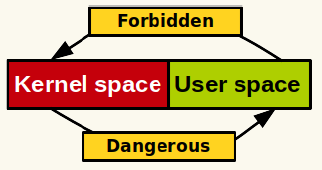 Forbidden
Kernel space
User space
Dangerous